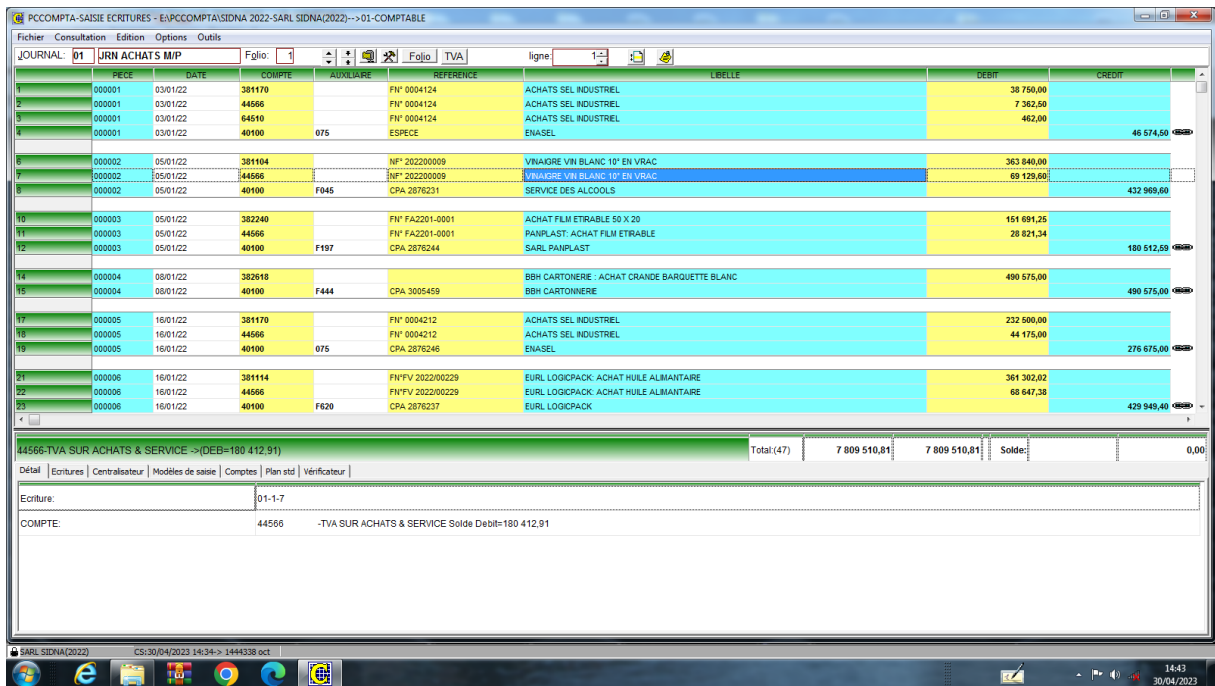 PCCOMPTA-SAISIE ECRITURES - E:\PCCOMPTA\SIDNA 2022-SARL SIDNA(2022)-->01-COMPTABLE
Fichier Consultation Edition Options Outils
JOURNAL: 01 JRN ACHATS M/P Folio: 1 Folio TVA ligne: 1
PIECE DATE COMPTE AUXILIAIRE REFERENCE LIBELLE DEBIT CREDIT
1 000001 03/01/22 381170 FN° 0004124 ACHATS SEL INDUSTRIEL 38 750,00
2 000001 03/01/22 44566 FN° 0004124 ACHATS SEL INDUSTRIEL 7 362,50
3 000001 03/01/22 64510 FN° 0004124 ACHATS SEL INDUSTRIEL 462,00
4 000001 03/01/22 40100 075 ESPECE ENASEL 46 574,50
6 000002 05/01/22 381104 NF° 202200009 VINAIGRE VIN BLANC 10° EN VRAC 363 840,00
7 000002 05/01/22 44566 NF° 202200009 VINAIGRE VIN BLANC 10° EN VRAC 69 129,60
8 000002 05/01/22 40100 F045 CPA 2876231 SERVICE DES ALCOOLS 432 969,60
10 000003 05/01/22 382240 FN° FA2201-0001 ACHAT FILM ETIRABLE 50 X 20 151 691,25
11 000003 05/01/22 44566 FN° FA2201-0001 PANPLAST: ACHAT FILM ETIRABLE 28 821,34
12 000003 05/01/22 40100 F197 CPA 2876244 SARL PANPLAST 180 512,59
14 000004 08/01/22 382618 BBH CARTONERIE : ACHAT CRANDE BARQUETTE BLANC 490 575,00
15 000004 08/01/22 40100 F444 CPA 3005459 BBH CARTONNERIE 490 575,00
17 000005 16/01/22 381170 FN° 0004212 ACHATS SEL INDUSTRIEL 232 500,00
18 000005 16/01/22 44566 FN° 0004212 ACHATS SEL INDUSTRIEL 44 175,00
19 000005 16/01/22 40100 075 CPA 2876246 ENASEL 276 675,00
21 000006 16/01/22 381114 FN°FV 2022/00229 EURL LOGICPACK: ACHAT HUILE ALIMANTAIRE 361 302,02
22 000006 16/01/22 44566 FN°FV 2022/00229 EURL LOGICPACK: ACHAT HUILE ALIMANTAIRE 68 647,38
23 000006 16/01/22 40100 F620 CPA 2876237 EURL LOGICPACK 429 949,40
44566-TVA SUR ACHATS & SERVICE ->(DEB=180 412,91) Total:(47) 7 809 510,81 7 809 510,81 Solde: 0,00
Détail Ecritures Centralisateur Modèles de saisie Comptes Plan std Vérificateur
Ecriture: 01-1-7
COMPTE: 44566 -TVA SUR ACHATS & SERVICE Solde Debit=180 412,91
SARL SIDNA(2022) CS:30/04/2023 14:34-> 1444338 oct
14:43
30/04/2023